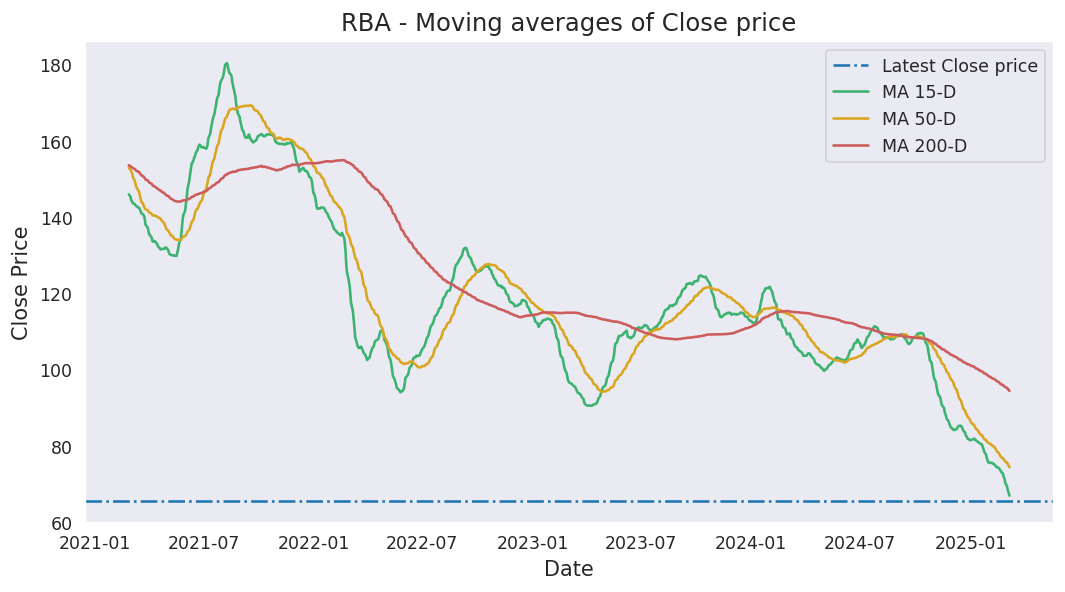 RBA - Moving averages of Close price
Close Price
180
160
140
120
100
80
60
Latest Close price
MA 15-D
MA 50-D
MA 200-D
2021-01 2021-07 2022-01 2022-07 2023-01 2023-07 2024-01 2024-07 2025-01
Date